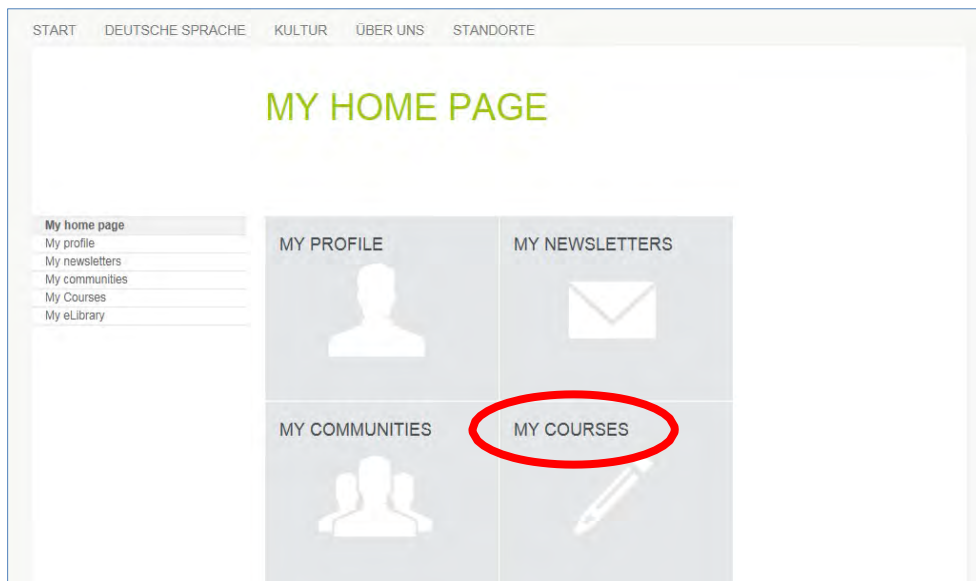 START DEUTSCHE SPRACHE KULTUR ÜBER UNS STANDORTE
MY HOME PAGE
My home page
My profile
My newsletters
My communities
My Courses
My eLibrary
MY PROFILE
MY NEWSLETTERS
MY COMMUNITIES
MY COURSES